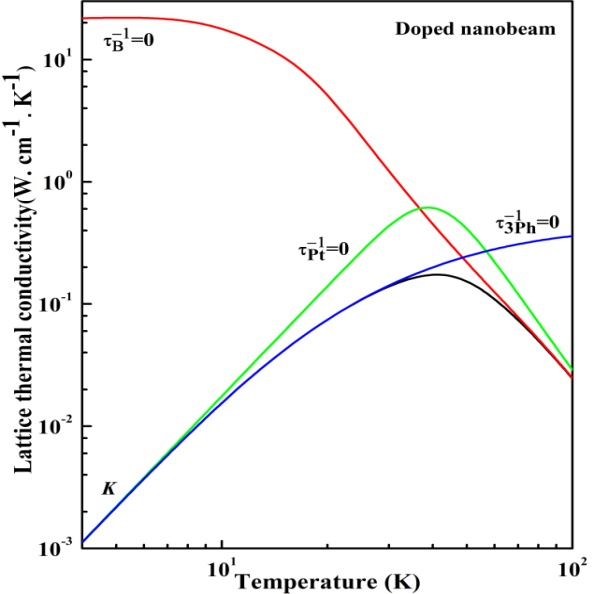 Doped nanobeam
τB⁻¹=0
τ3Ph⁻¹=0
τPt⁻¹=0
K
Lattice thermal conductivity(W. cm⁻¹. K⁻¹)
10¹
10⁰
10⁻¹
10⁻²
10⁻³
10¹
10²
Temperature (K)